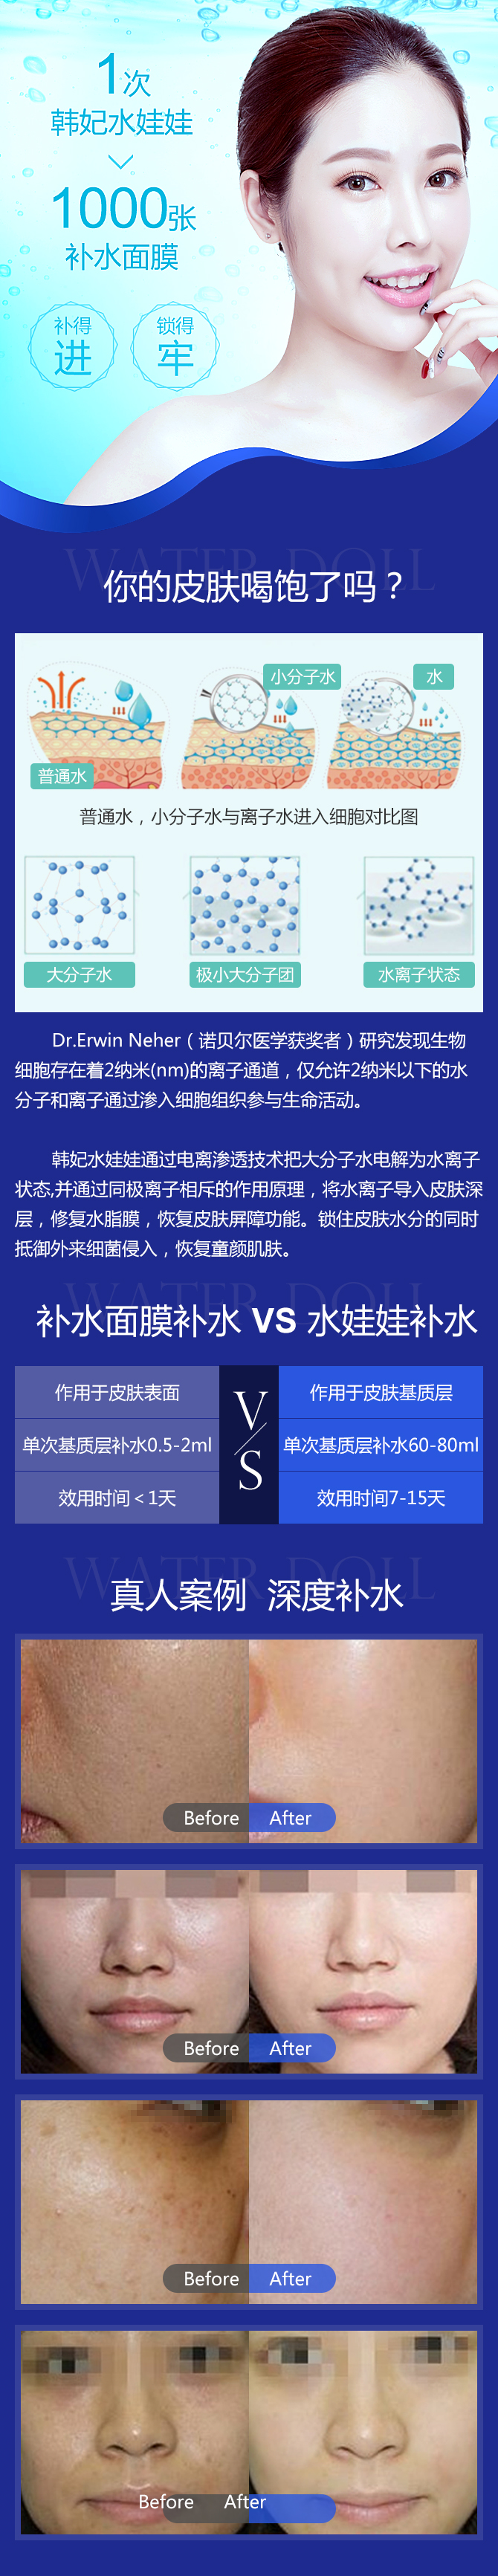 1次
韩妃水娃娃
1000张
补水面膜
补得
进
锁得
牢
WATER DOLL
你的皮肤喝饱了吗？
小分子水
水
普通水
普通水，小分子水与离子水进入细胞对比图
大分子水
极小大分子团
水离子状态
Dr.Erwin Neher（诺贝尔医学获奖者）研究发现生物
细胞存在着2纳米(nm)的离子通道，仅允许2纳米以下的水
分子和离子通过渗入细胞组织参与生命活动。
韩妃水娃娃通过电离渗透技术把大分子水电解为水离子
状态,并通过同极离子相斥的作用原理，将水离子导入皮肤深
层，修复水脂膜，恢复皮肤屏障功能。锁住皮肤水分的同时
抵御外来细菌侵入，恢复童颜肌肤。
WATER DOLL
补水面膜补水 VS 水娃娃补水
作用于皮肤表面
V/S
作用于皮肤基质层
单次基质层补水0.5-2ml
单次基质层补水60-80ml
效用时间＜1天
效用时间7-15天
WATER DOLL
真人案例 深度补水
Before
After
Before
After
Before
After
Before
After